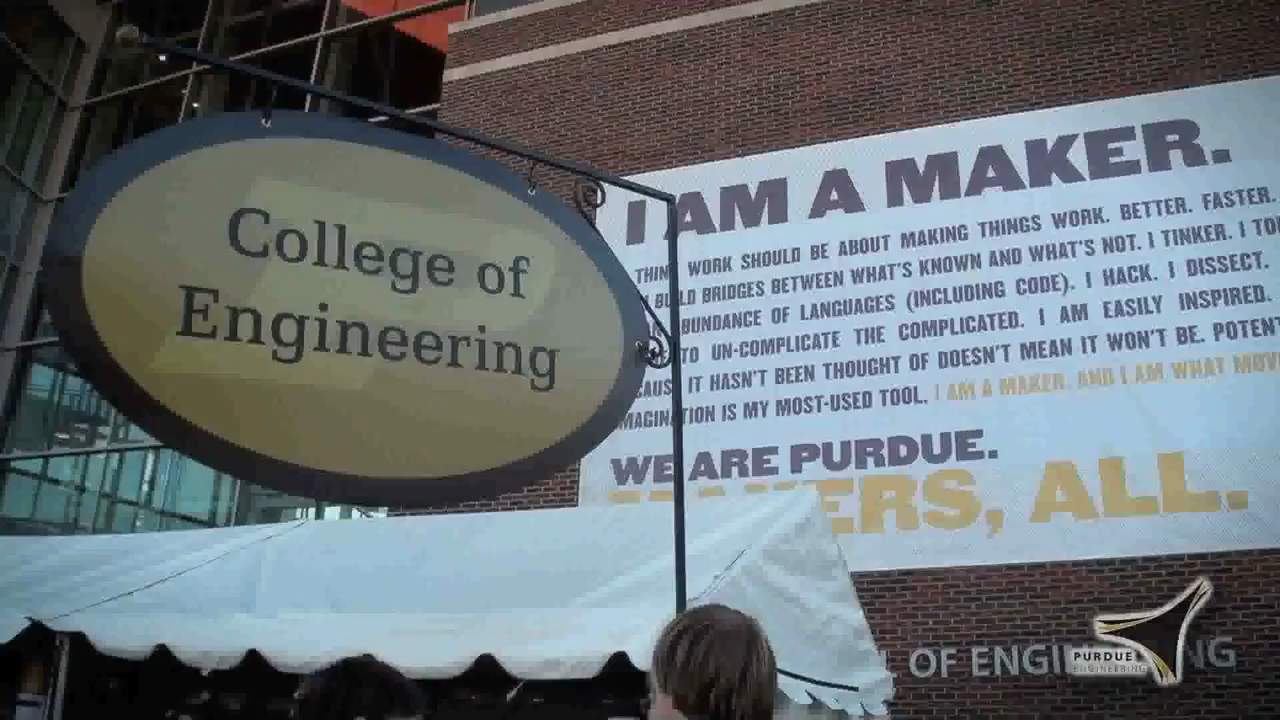 College of
Engineering
I AM A MAKER.
WORK SHOULD BE ABOUT MAKING THINGS WORK. BETTER. FASTER.
BRIDGES BETWEEN WHAT'S KNOWN AND WHAT'S NOT. I TINKER. I
OF LANGUAGES (INCLUDING CODE). I HACK. I DISSECT.
TO UN-COMPLICATE THE COMPLICATED. I AM EASILY INSPIRED.
IT HASN'T BEEN THOUGHT OF DOESN'T MEAN IT WON'T BE.
IS MY MOST-USED TOOL. I AM A MAKER. AND I AM WHAT
WE ARE PURDUE.
ERS, ALL.
OF ENGI NG
PURDUE
ENGINEERING